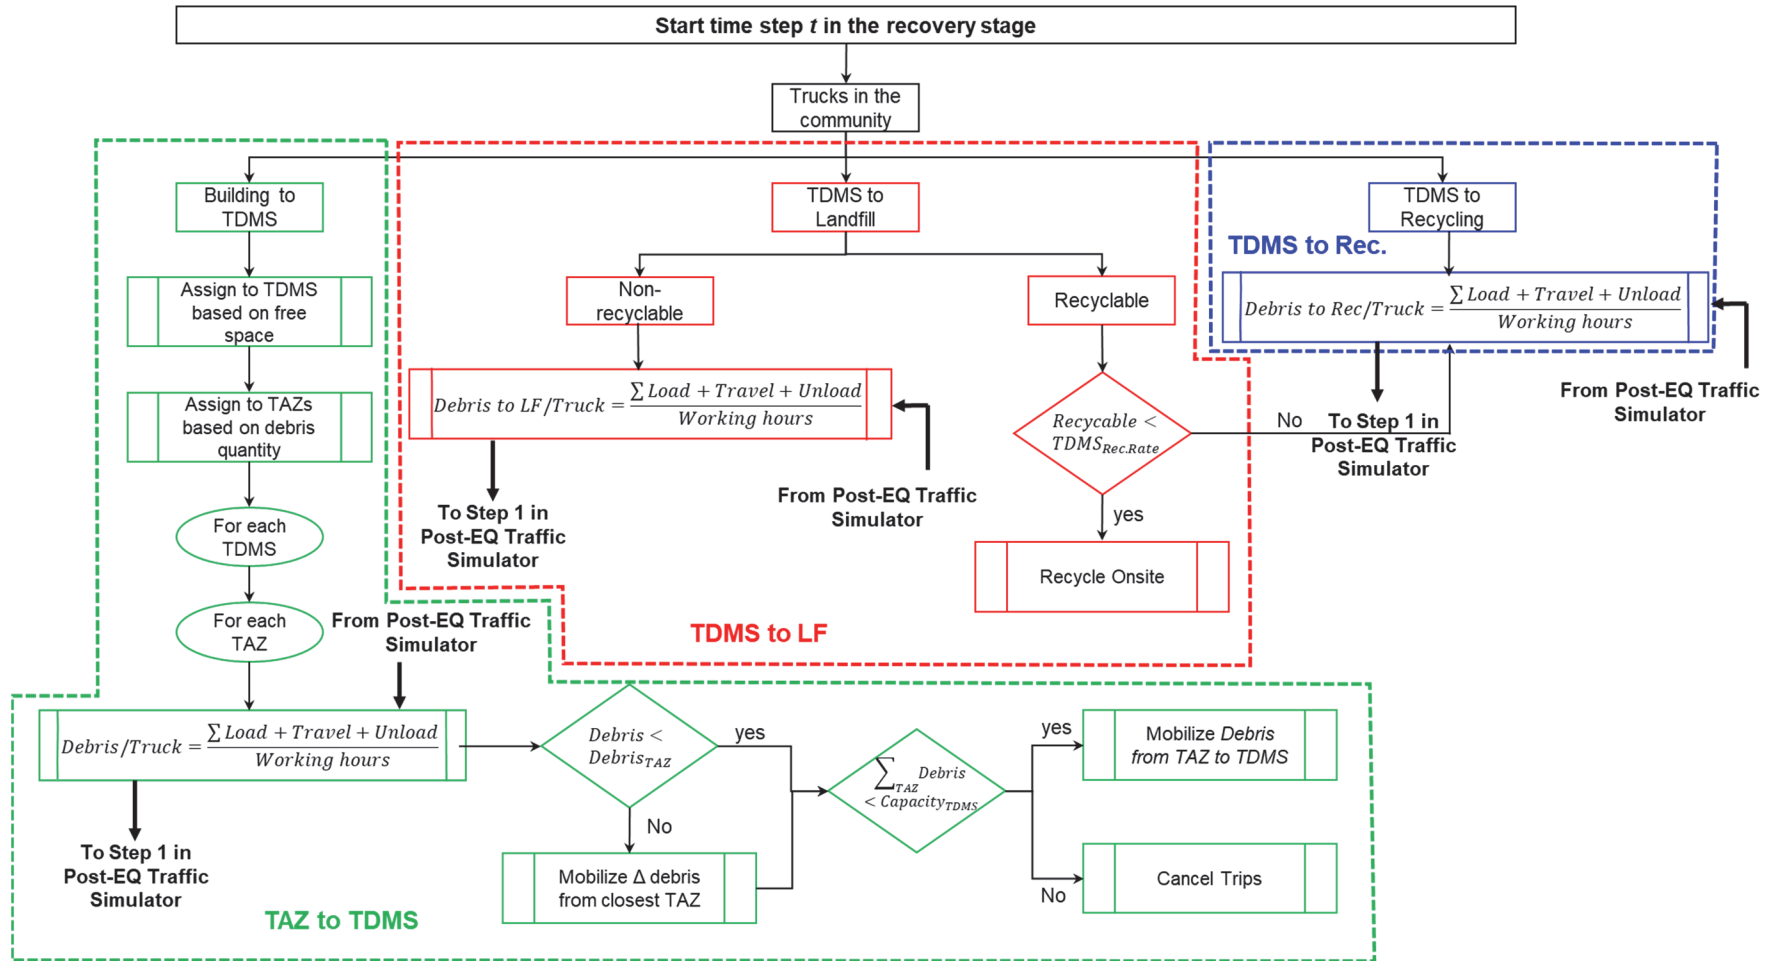 Start time step t in the recovery stage
Trucks in the
community
Building to
TDMS
TDMS to
Landfill
TDMS to
Recycling
TDMS to Rec.
Assign to TDMS
based on free
space
Non-
recyclable
Recyclable
Debris to Rec/Truck = ∑ Load + Travel + Unload
Working hours
From Post-EQ Traffic
Simulator
Assign to TAZs
based on debris
quantity
Debris to LF/Truck = ∑ Load + Travel + Unload
Working hours
Recycable <
TDMS_Rec.Rate
No
To Step 1 in
Post-EQ Traffic
Simulator
From Post-EQ Traffic
Simulator
To Step 1 in
Post-EQ Traffic
Simulator
yes
Recycle Onsite
For each
TDMS
For each
TAZ
From Post-EQ Traffic
Simulator
TDMS to LF
Debris/Truck = ∑ Load + Travel + Unload
Working hours
Debris <
Debris_TAZ
yes
No
∑_TAZ Debris
< Capacity_TDMS
yes
Mobilize Debris
from TAZ to TDMS
To Step 1 in
Post-EQ Traffic
Simulator
Mobilize Δ debris
from closest TAZ
No
Cancel Trips
TAZ to TDMS